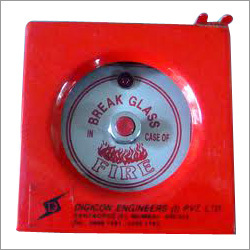 BREAK GLASS
IN CASE OF
FIRE
DIGICON ENGINEERS (I) PVT. LTD